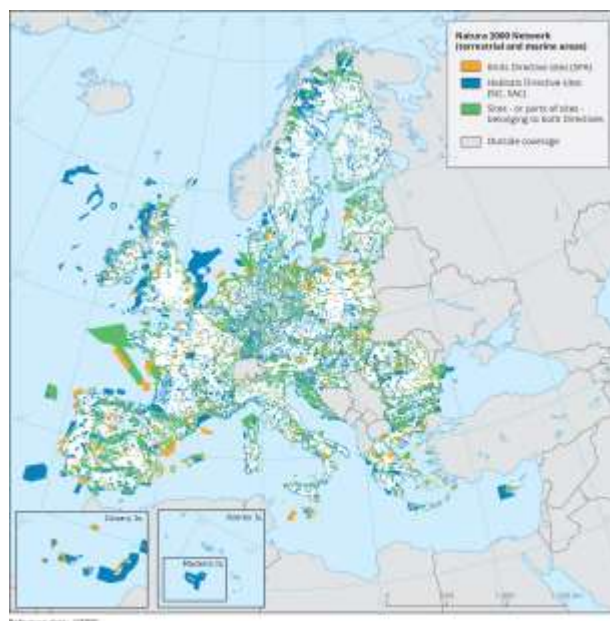 Natura 2000 Network
(terrestrial and marine areas)
Birds Directive Sites (SPA)
Habitats Directive Sites
(SCI, SAC)
Sites - or parts of sites -
belonging to both Directives
Outside coverage
Canary Is.
Azores Is.
Madeira Is.